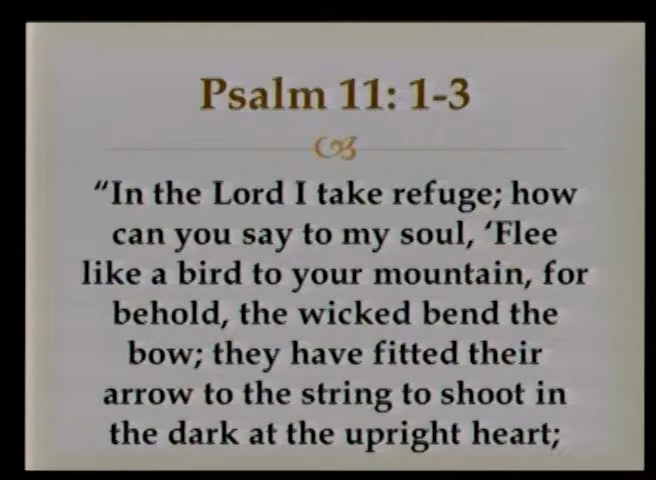 Psalm 11: 1-3
“In the Lord I take refuge; how
can you say to my soul, ‘Flee
like a bird to your mountain, for
behold, the wicked bend the
bow; they have fitted their
arrow to the string to shoot in
the dark at the upright heart;